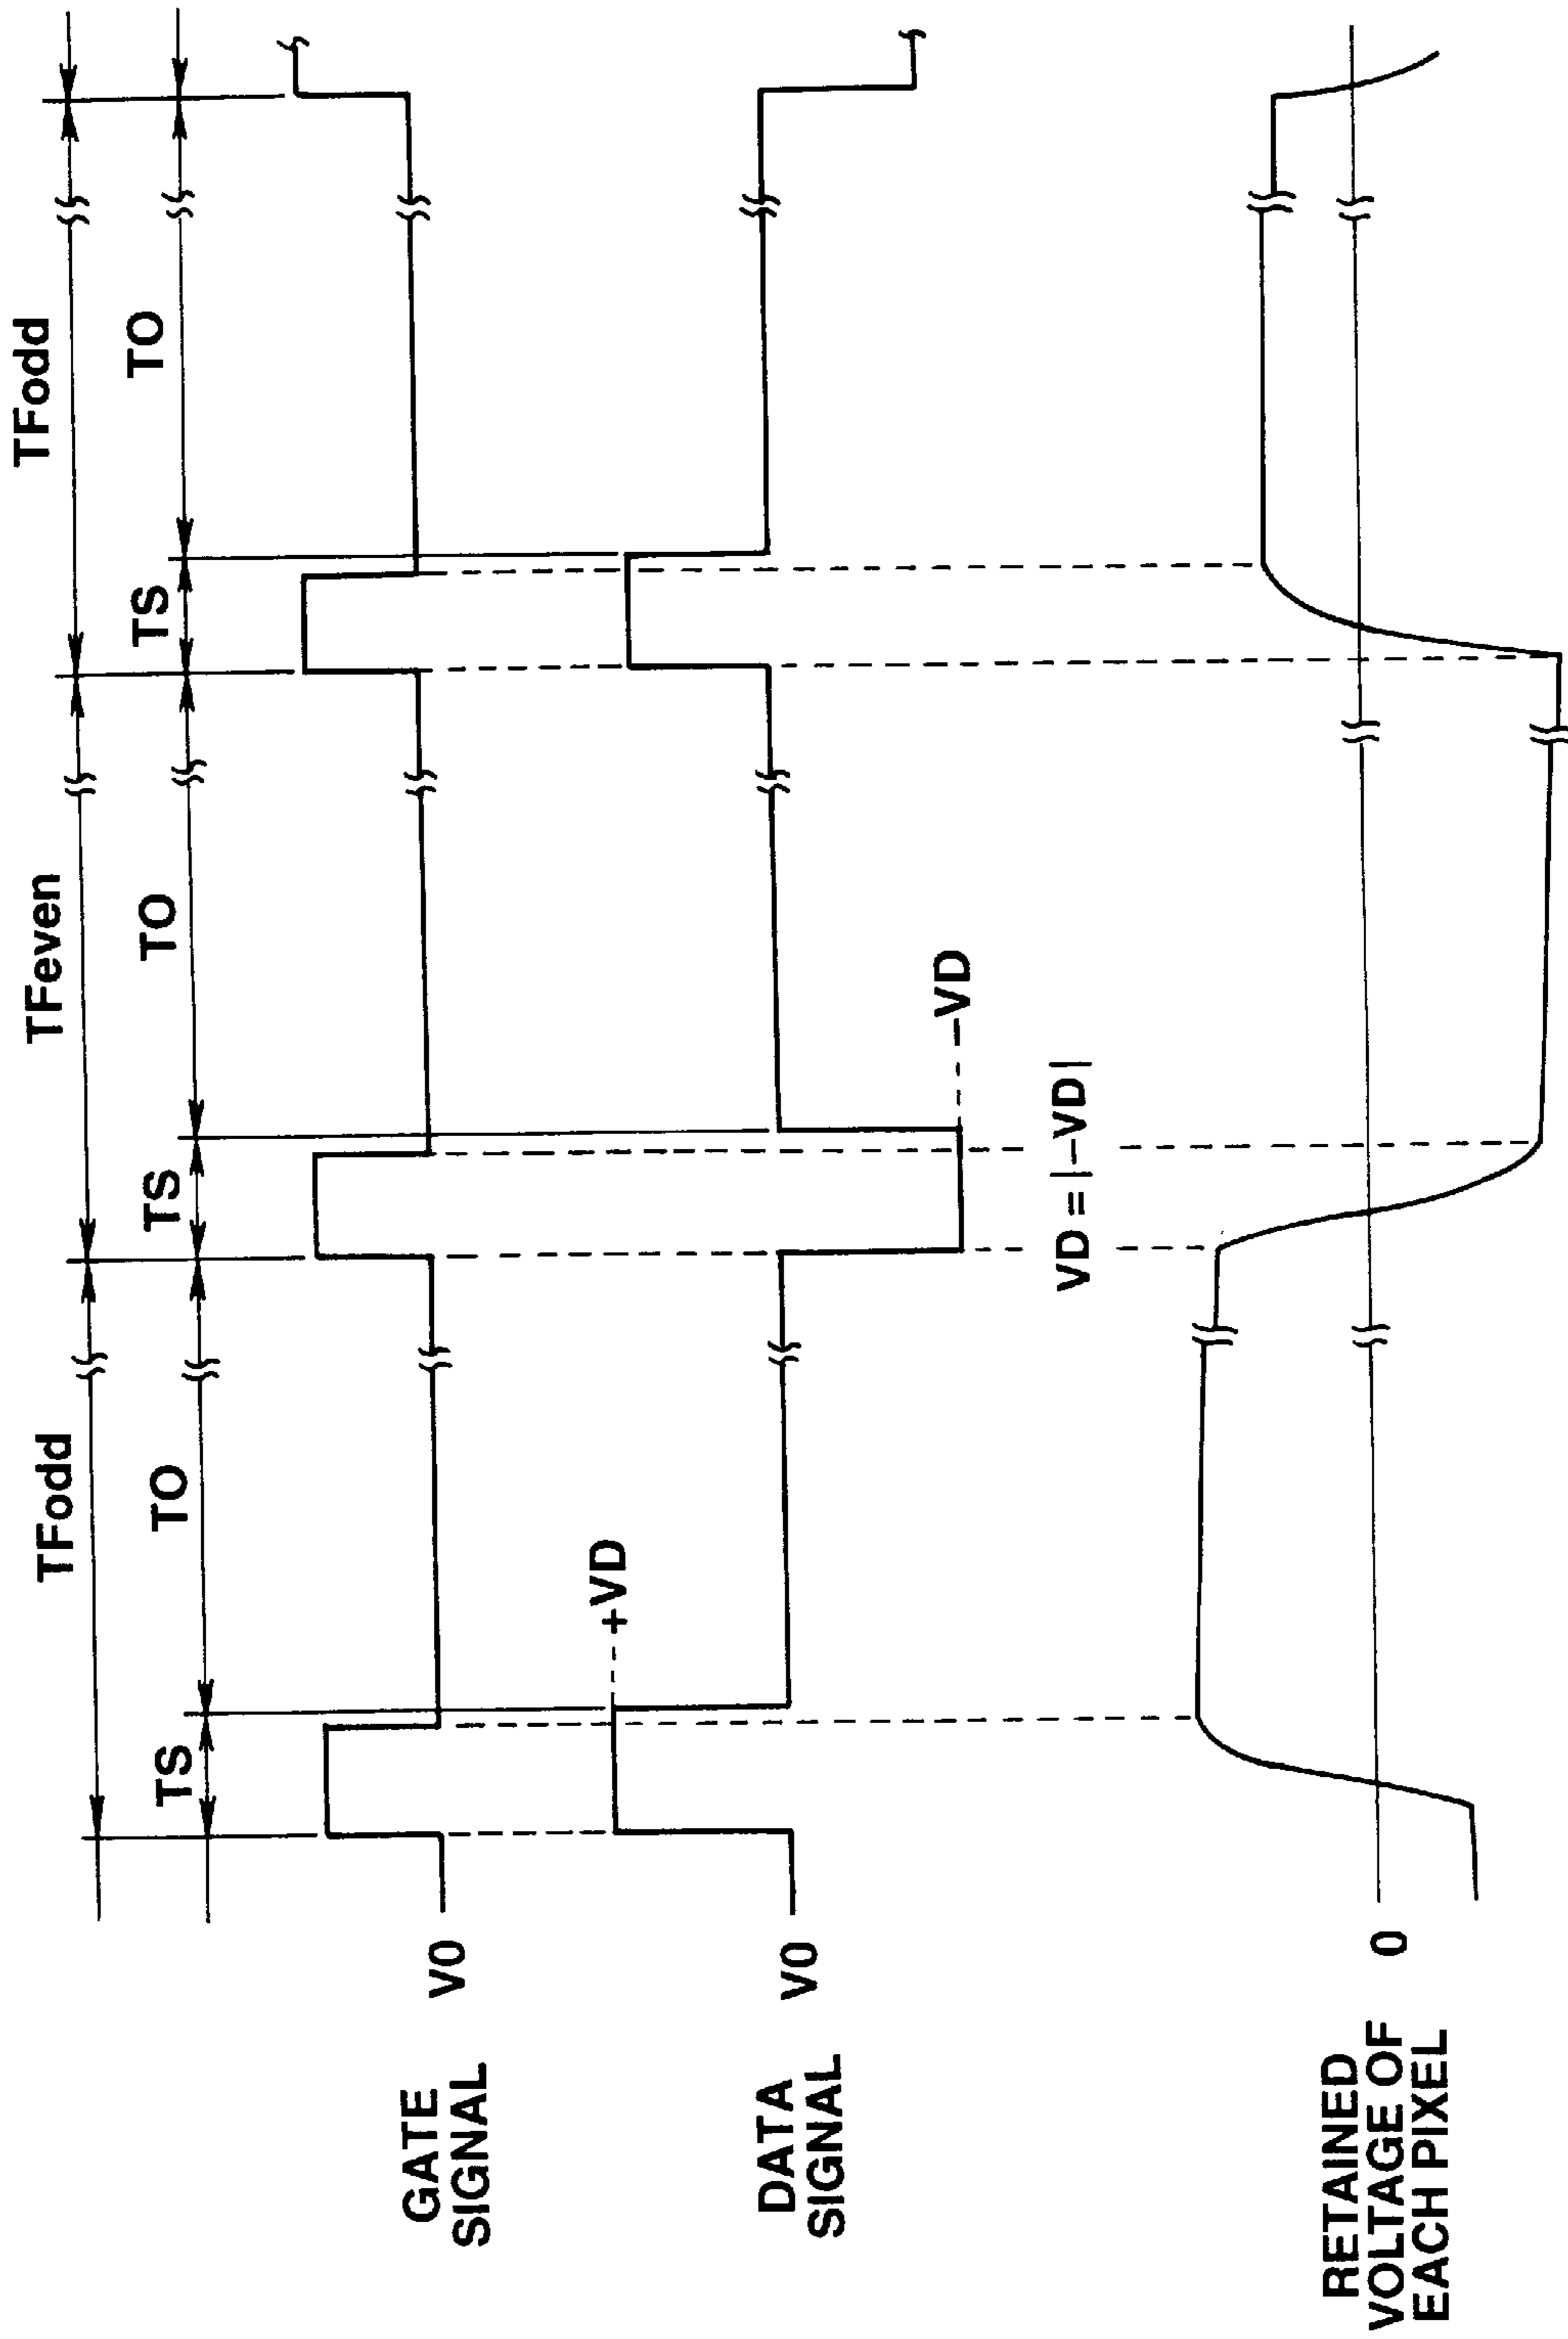 TFodd
TFeven
TFodd
TS
TO
TS
TO
TS
TO
GATE
SIGNAL
V0
+VD
DATA
SIGNAL
V0
−VD
VD = |−VD|
RETAINED
VOLTAGE OF
EACH PIXEL
0